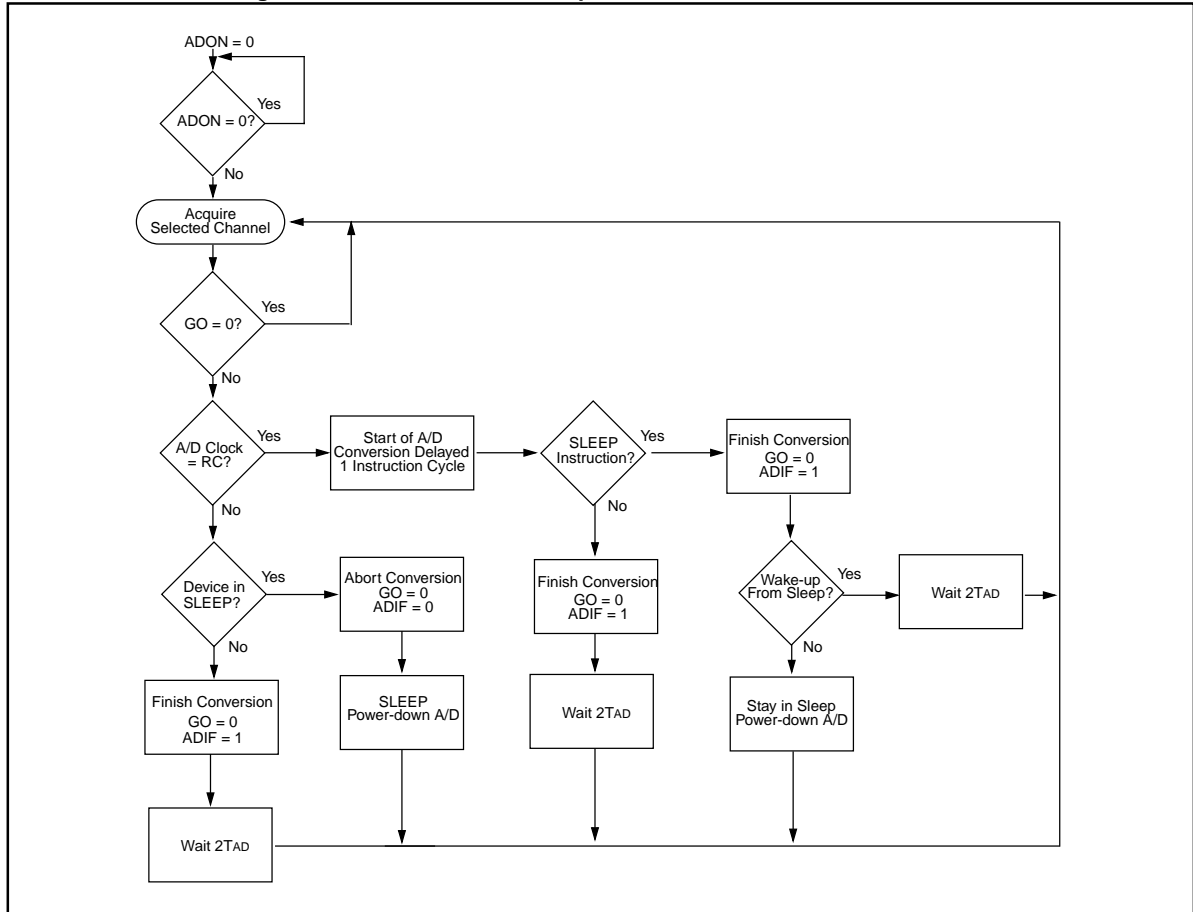 ADON = 0
Yes
ADON = 0?
No
Acquire
Selected Channel
Yes
GO = 0?
No
Yes
A/D Clock
= RC?
No
Start of A/D
Conversion Delayed
1 Instruction Cycle
SLEEP
Instruction?
Yes
No
Finish Conversion
GO = 0
ADIF = 1
Device in
SLEEP?
Yes
No
Abort Conversion
GO = 0
ADIF = 0
Finish Conversion
GO = 0
ADIF = 1
Wake-up
From Sleep?
Yes
No
Wait 2TAD
Finish Conversion
GO = 0
ADIF = 1
SLEEP
Power-down A/D
Wait 2TAD
Stay in Sleep
Power-down A/D
Wait 2TAD